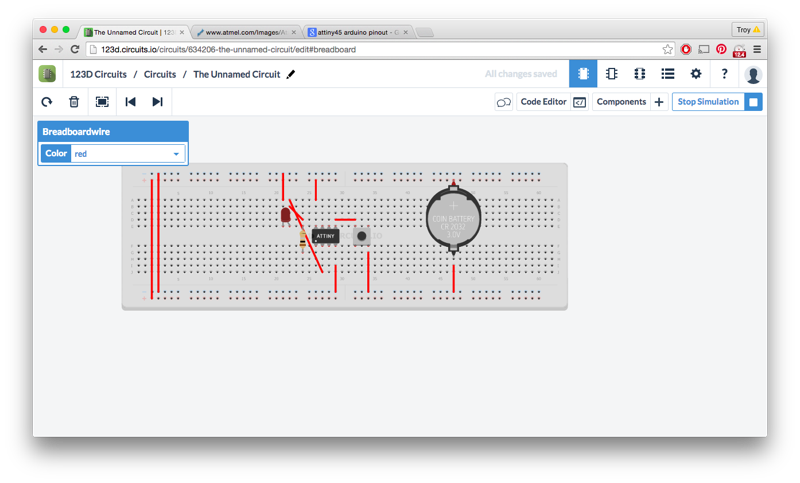 The Unnamed Circuit | 123
www.atmel.com/Images/A
attiny45 arduino pinout - G
Troy
123d.circuits.io/circuits/634206-the-unnamed-circuit/edit#breadboard
123D Circuits / Circuits / The Unnamed Circuit
All changes saved
?
Code Editor
Components
Stop Simulation
Breadboardwire
Color
red
COIN BATTERY
CR 2032
3.0V
ATTINY